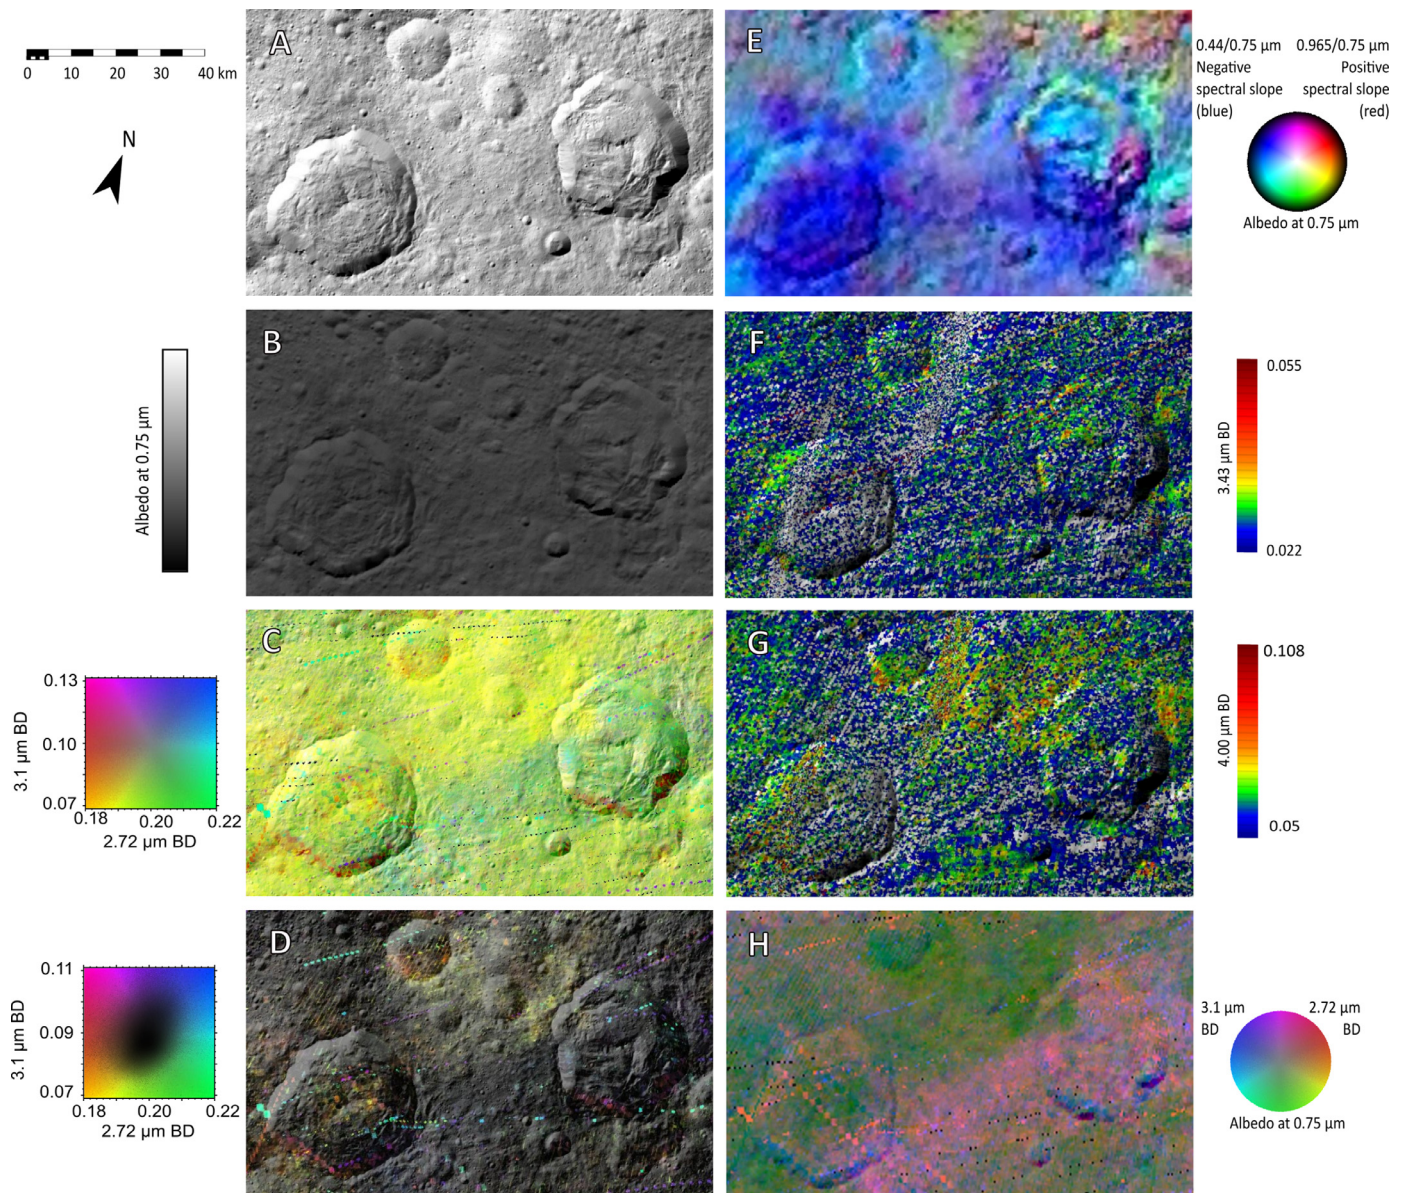 A
E
0.44/0.75 µm 0.965/0.75 µm
Negative Positive
spectral slope spectral slope
(blue) (red)
Albedo at 0.75 µm
0 10 20 30 40 km
N
B
F
Albedo at 0.75 µm
0.055
3.43 µm BD
0.022
C
G
0.13
0.10
0.07
3.1 µm BD
0.18 0.20 0.22
2.72 µm BD
0.108
4.00 µm BD
0.05
D
H
0.11
0.09
0.07
3.1 µm BD
0.18 0.20 0.22
2.72 µm BD
3.1 µm 2.72 µm
BD BD
Albedo at 0.75 µm